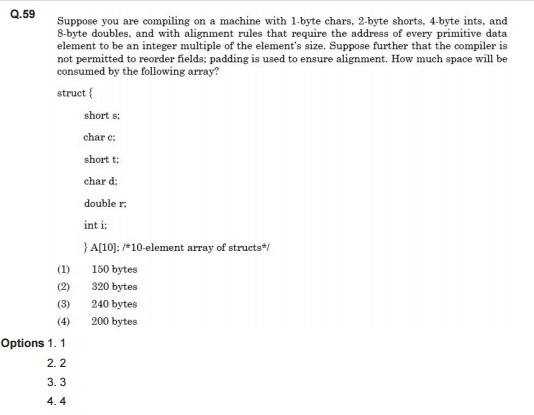 Q.59
Suppose you are compiling on a machine with 1-byte chars, 2-byte shorts, 4-byte ints, and
8-byte doubles, and with alignment rules that require the address of every primitive data
element to be an integer multiple of the element's size. Suppose further that the compiler is
not permitted to reorder fields; padding is used to ensure alignment. How much space will be
consumed by the following array?
struct {
short s;
char c;
short t;
char d;
double r;
int i;
} A[10]; /*10-element array of structs*/
(1) 150 bytes
(2) 320 bytes
(3) 240 bytes
(4) 200 bytes
Options 1. 1
2. 2
3. 3
4. 4